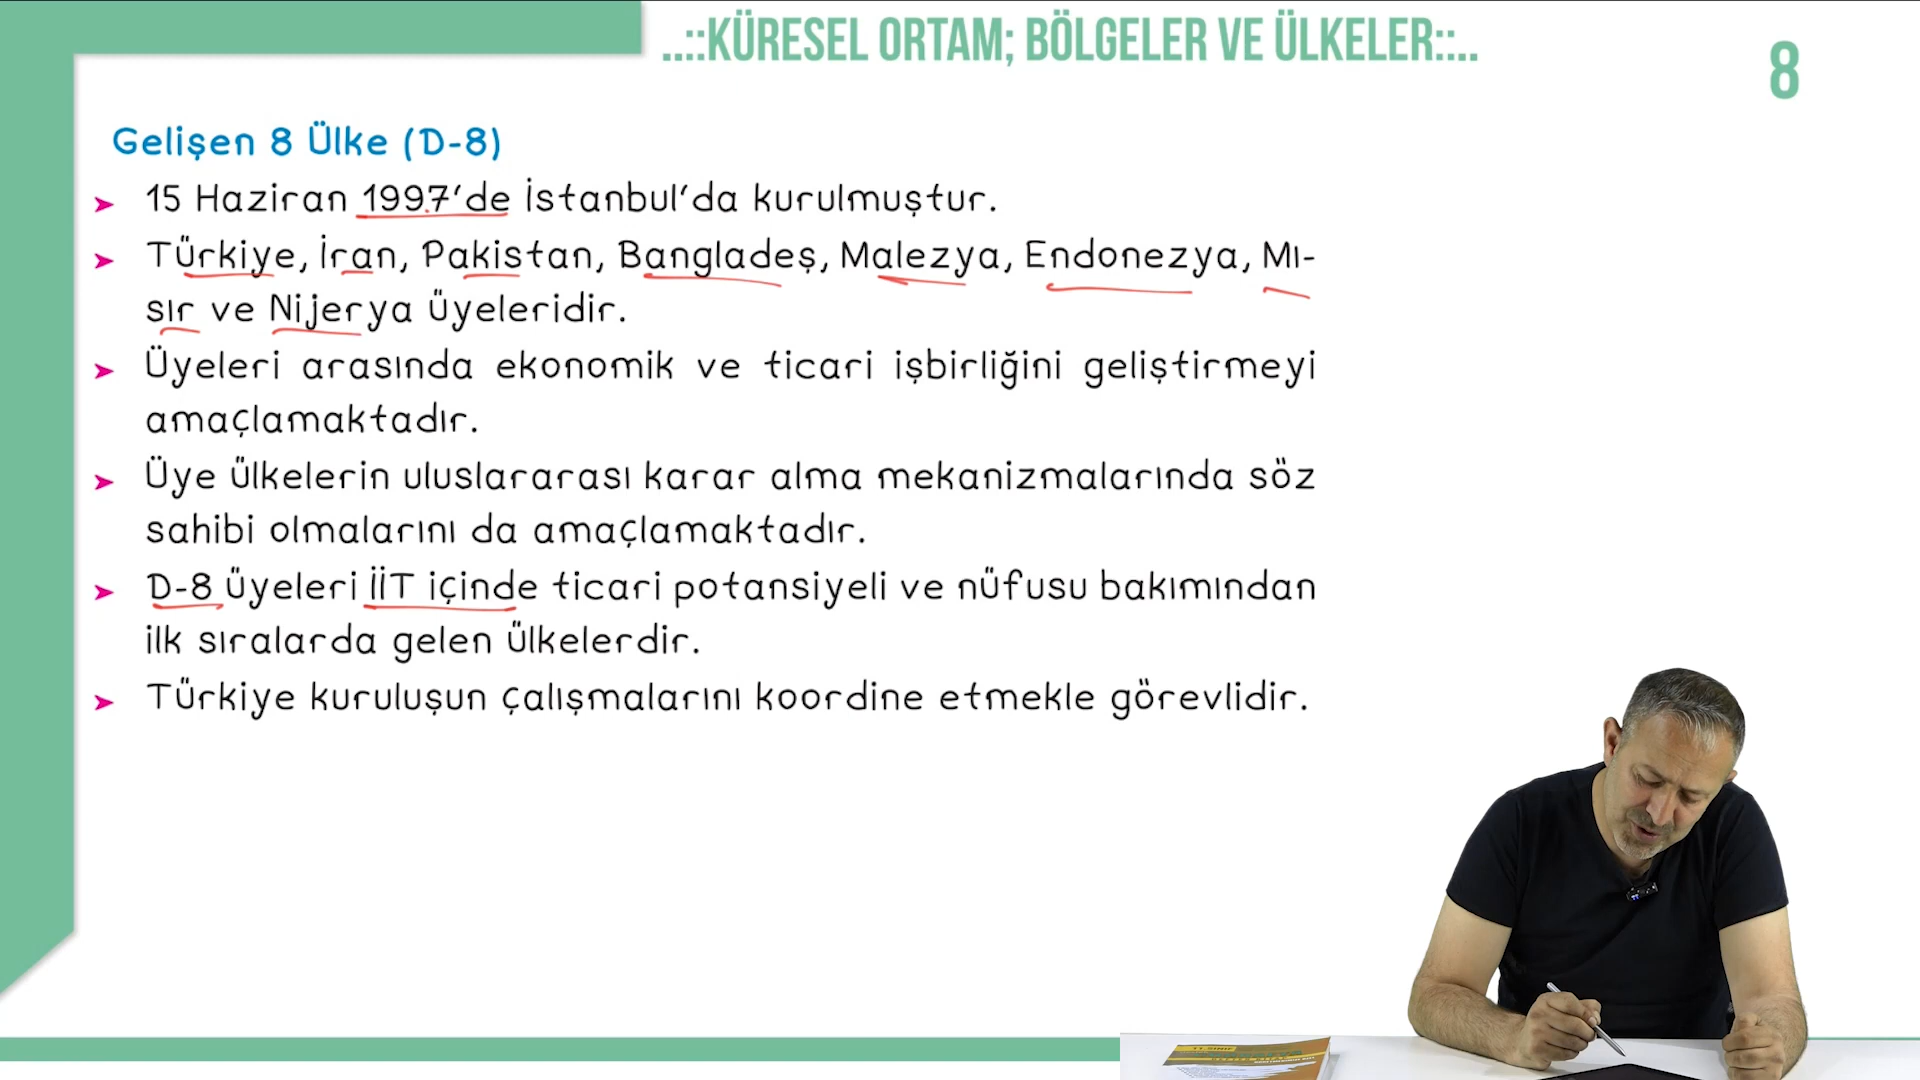 ..::KÜRESEL ORTAM; BÖLGELER VE ÜLKELER::..
8
Gelişen 8 Ülke (D-8)
➤ 15 Haziran 1997'de İstanbul'da kurulmuştur.
➤ Türkiye, İran, Pakistan, Bangladeş, Malezya, Endonezya, Mı-
sır ve Nijerya üyeleridir.
➤ Üyeleri arasında ekonomik ve ticari işbirliğini geliştirmeyi
amaçlamaktadır.
➤ Üye ülkelerin uluslararası karar alma mekanizmalarında söz
sahibi olmalarını da amaçlamaktadır.
➤ D-8 üyeleri İİT içinde ticari potansiyeli ve nüfusu bakımından
ilk sıralarda gelen ülkelerdir.
➤ Türkiye kuruluşun çalışmalarını koordine etmekle görevlidir.